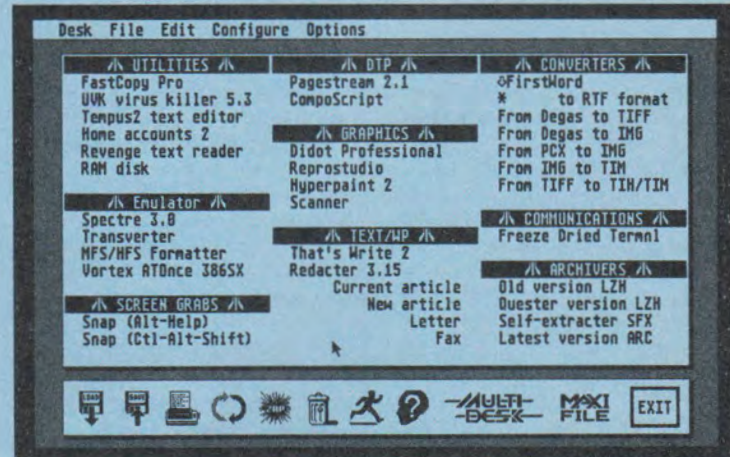 Desk File Edit Configure Options
UTILITIES
FastCopy Pro
UVK virus killer 5.3
Tempus2 text editor
Home accounts 2
Revenge text reader
RAM disk
Emulator
Spectre 3.0
Transverter
MFS/HFS Formatter
Vortex ATOnce 386SX
SCREEN GRABS
Snap (Alt-Help)
Snap (Ctl-Alt-Shift)
DTP
Pagestream 2.1
CompoScript
GRAPHICS
Didot Professional
Reprostudio
Hyperpaint 2
Scanner
TEXT/WP
That's Write 2
Redacter 3.15
Current article
New article
Letter
Fax
CONVERTERS
FirstWord
* to RTF format
From Degas to TIFF
From Degas to IMG
From PCX to IMG
From IMG to TIM
From TIFF to TIH/TIM
COMMUNICATIONS
Freeze Dried Termnl
ARCHIVERS
Old version LZH
Quester version LZH
Self-extracter SFX
Latest version ARC
LOAD SAVE MULTI-DESK MAXI FILE EXIT